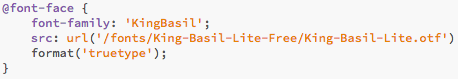 @font-face {
    font-family: 'KingBasil';
    src: url('/fonts/King-Basil-Lite-Free/King-Basil-Lite.otf')
    format('truetype');
}